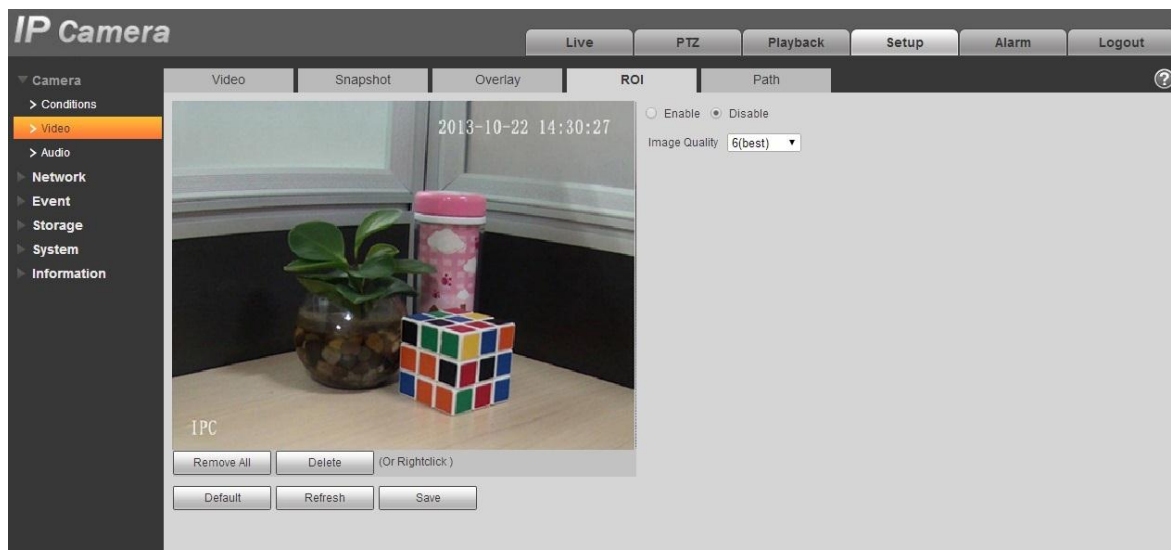 IP Camera
Live PTZ Playback Setup Alarm Logout
Camera
> Conditions
> Video
> Audio
Network
Event
Storage
System
Information
Video Snapshot Overlay ROI Path
?
2013-10-22 14:30:27
IPC
Enable Disable
Image Quality 6(best)
Remove All Delete (Or Rightclick )
Default Refresh Save